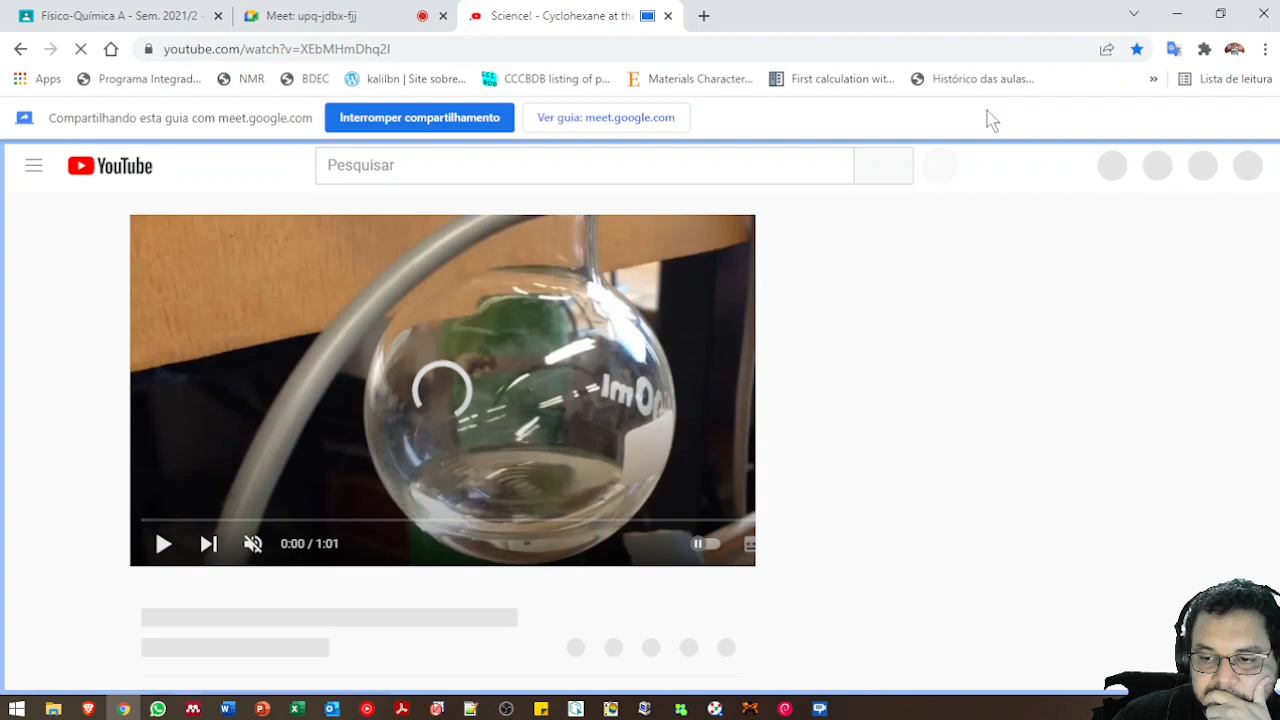 Físico-Química A - Sem. 2021/2 -
Meet: upq-jdbx-fjj
Science! - Cyclohexane at the
youtube.com/watch?v=XEbMHmDhq2I
Apps
Programa Integrad...
NMR
BDEC
kalilbn | Site sobre...
CCCBDB listing of p...
Materials Character...
First calculation wit...
Histórico das aulas...
»
Lista de leitura
Compartilhando esta guia com meet.google.com
Interromper compartilhamento
Ver guia: meet.google.com
YouTube
Pesquisar
0:00 / 1:01